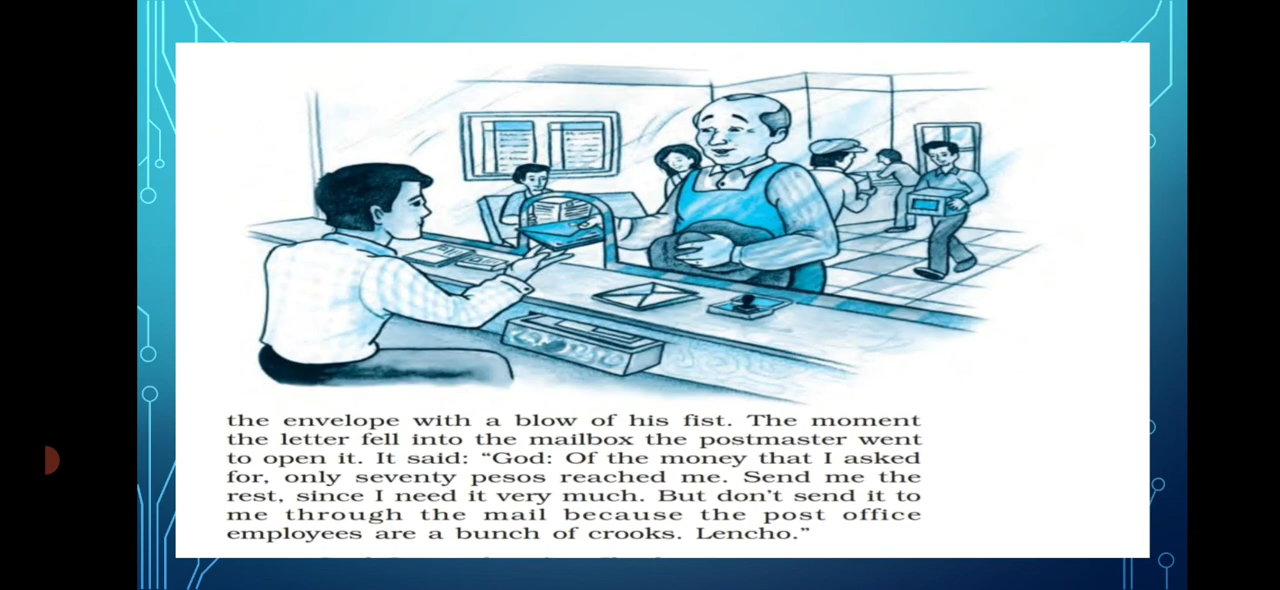 the envelope with a blow of his fist. The moment
the letter fell into the mailbox the postmaster went
to open it. It said: “God: Of the money that I asked
for, only seventy pesos reached me. Send me the
rest, since I need it very much. But don’t send it to
me through the mail because the post office
employees are a bunch of crooks. Lencho.”